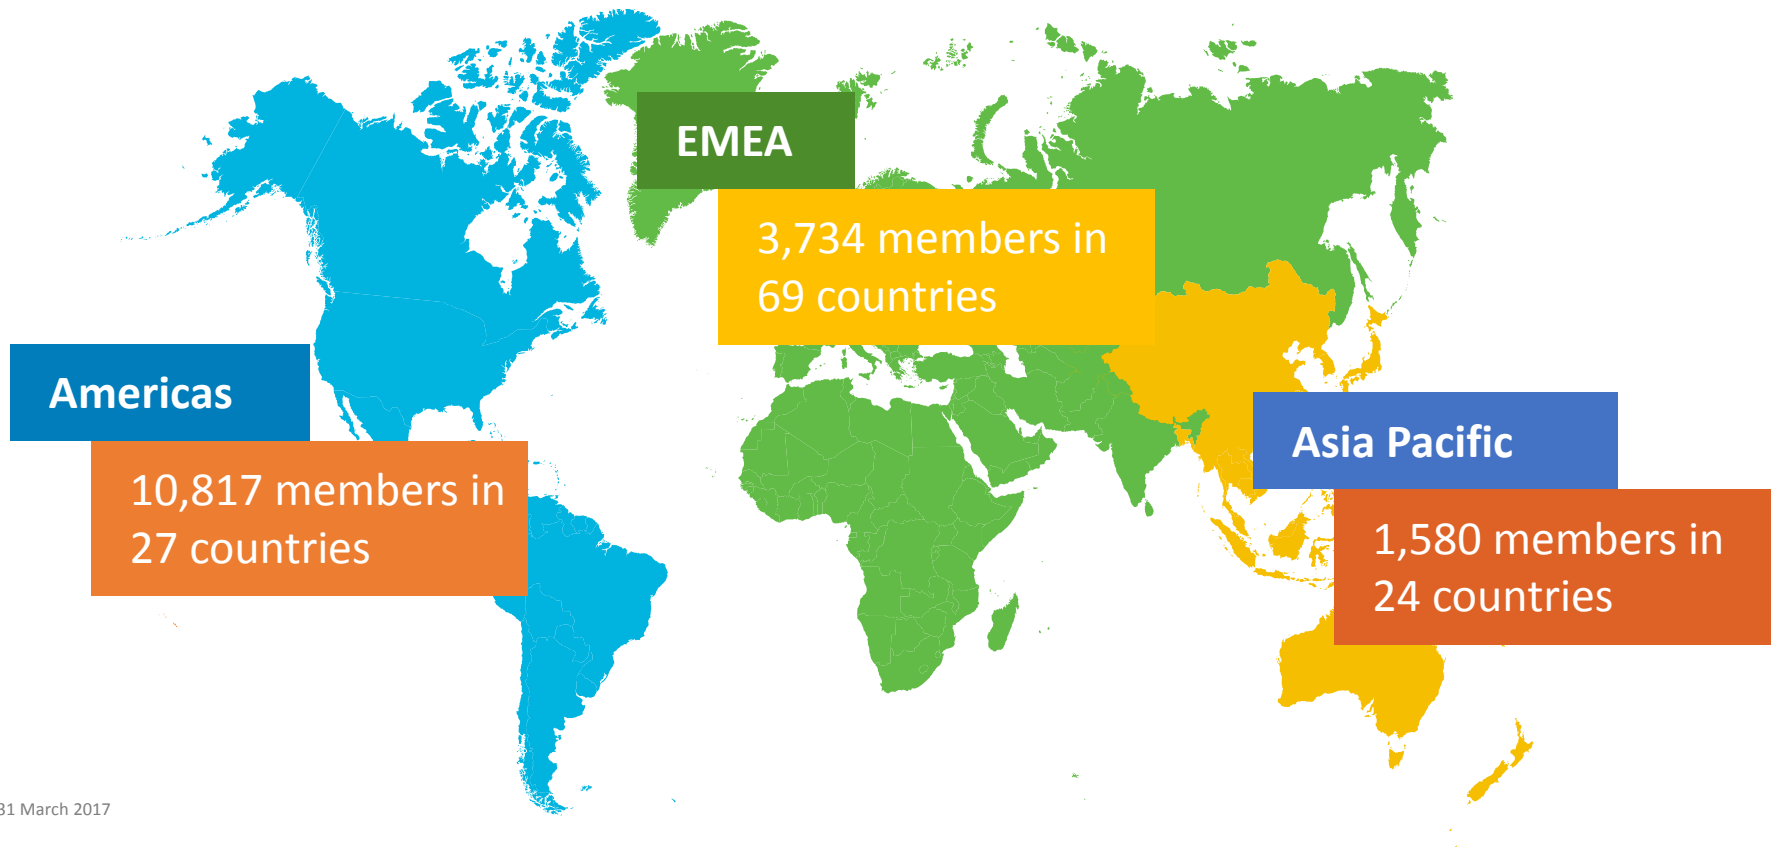 EMEA
3,734 members in
69 countries
Americas
10,817 members in
27 countries
Asia Pacific
1,580 members in
24 countries
31 March 2017